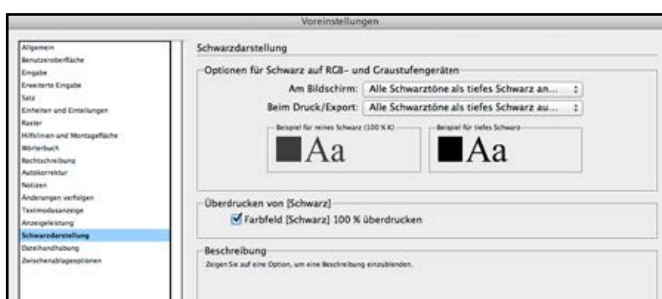 Voreinstellungen
Allgemein
Benutzeroberfläche
Eingabe
Erweiterte Eingabe
Satz
Einheiten und Einteilungen
Raster
Hilfslinien und Montagefläche
Wörterbuch
Rechtschreibung
Autokorrektur
Notizen
Änderungen verfolgen
Textmodusanzeige
Anzeigeleistung
Schwarzdarstellung
Dateihandhabung
Zwischenablageoptionen
Schwarzdarstellung
Optionen für Schwarz auf RGB- und Graustufengeräten
Am Bildschirm: Alle Schwarztöne als tiefes Schwarz an...
Beim Druck/Export: Alle Schwarztöne als tiefes Schwarz au...
Beispiel für reines Schwarz (100 % K)
Aa
Beispiel für tiefes Schwarz
Aa
Überdrucken von [Schwarz]
Farbfeld [Schwarz] 100 % überdrucken
Beschreibung
Zeigen Sie auf eine Option, um eine Beschreibung einzublenden.